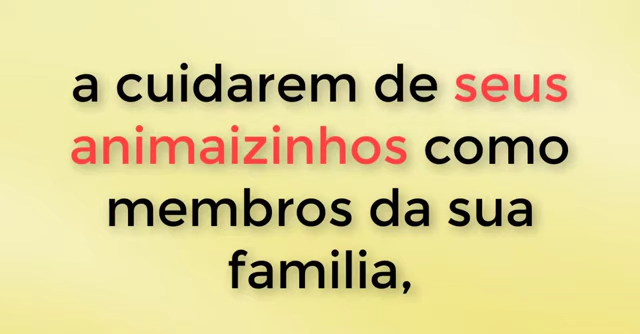 a cuidarem de seus
animaizinhos como
membros da sua
familia,